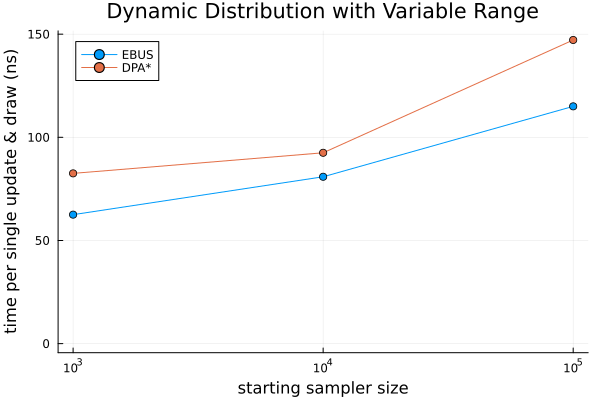 Dynamic Distribution with Variable Range
time per single update & draw (ns)
150
100
50
0
EBUS
DPA*
10³
10⁴
10⁵
starting sampler size